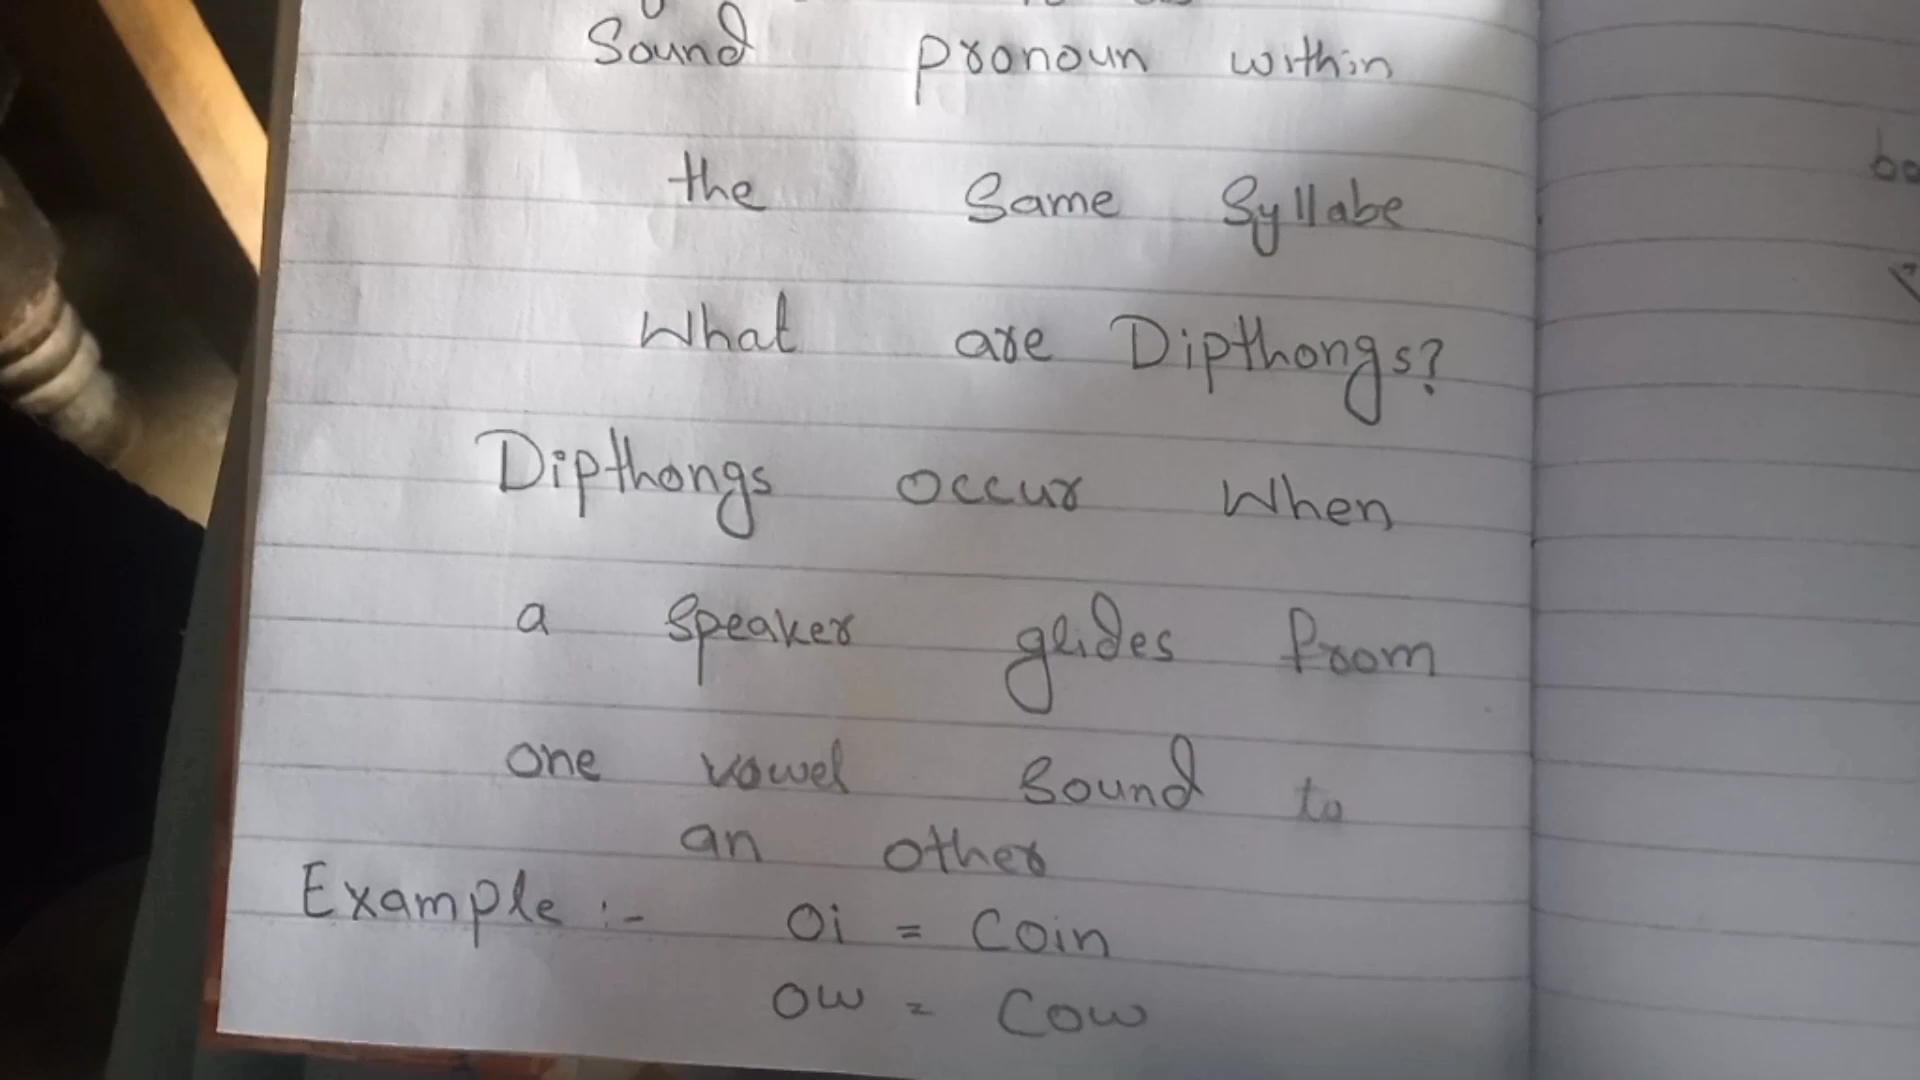 Sound pronoun within
the Same Syllabe
What are Dipthongs?
Dipthongs occur When
a Speaker glides from
one vowel Sound to
an other
Example :- oi = Coin
ow = Cow